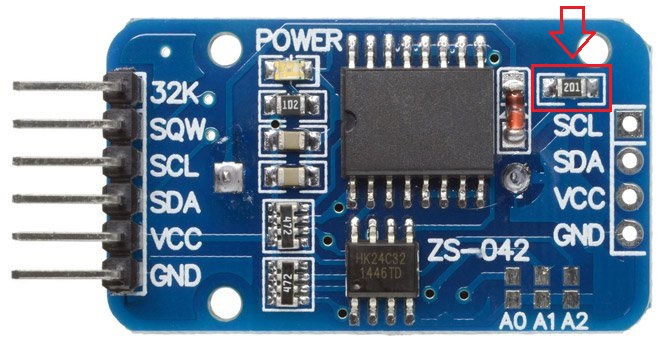 POWER
32K
SQW
SCL
SDA
VCC
GND
102
201
472
472
HK24C32
1446TD
ZS-042
SCL
SDA
VCC
GND
A0 A1 A2